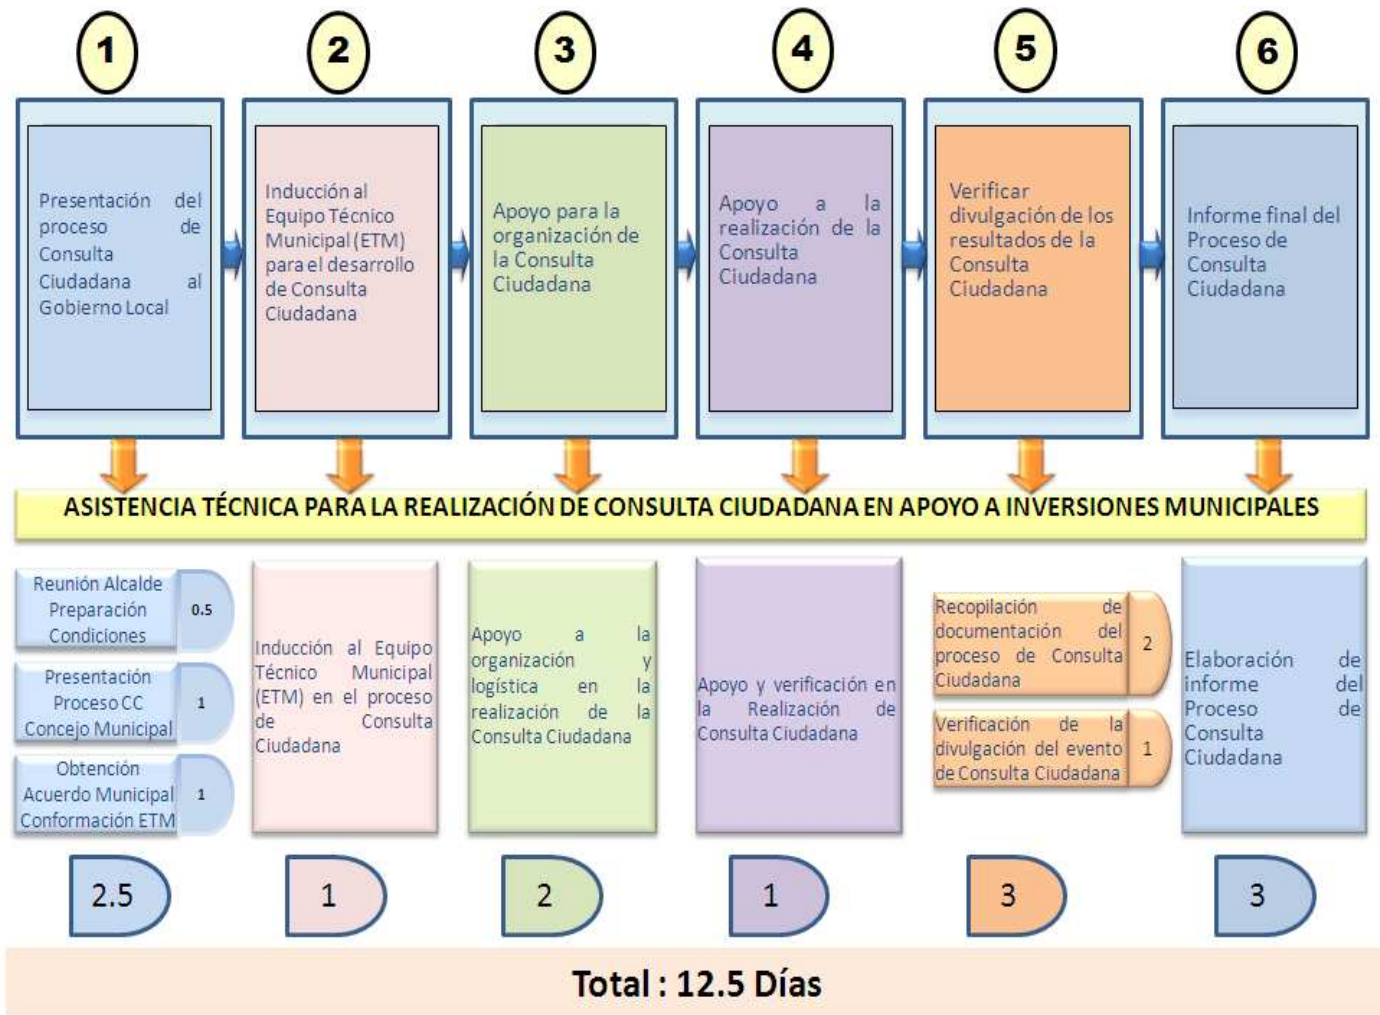 1
2
3
4
5
6
Presentación del
proceso de
Consulta
Ciudadana al
Gobierno Local
Inducción al
Equipo Técnico
Municipal (ETM)
para el desarrollo
de Consulta
Ciudadana
Apoyo para la
organización de
la Consulta
Ciudadana
Apoyo a la
realización de la
Consulta
Ciudadana
Verificar
divulgación de los
resultados de la
Consulta
Ciudadana
Informe final del
Proceso de
Consulta
Ciudadana
ASISTENCIA TÉCNICA PARA LA REALIZACIÓN DE CONSULTA CIUDADANA EN APOYO A INVERSIONES MUNICIPALES
Reunión Alcalde
Preparación
Condiciones
0.5
Presentación
Proceso CC
Concejo Municipal
1
Obtención
Acuerdo Municipal
Conformación ETM
1
Inducción al Equipo
Técnico Municipal
(ETM) en el proceso
de Consulta
Ciudadana
Apoyo a la
organización y
logística en la
realización de la
Consulta Ciudadana
Apoyo y verificación en
la Realización de
Consulta Ciudadana
Recopilación de
documentación del
proceso de Consulta
Ciudadana
2
Verificación de la
divulgación del evento
de Consulta Ciudadana
1
Elaboración de
informe del
Proceso de
Consulta
Ciudadana
2.5
1
2
1
3
3
Total : 12.5 Días